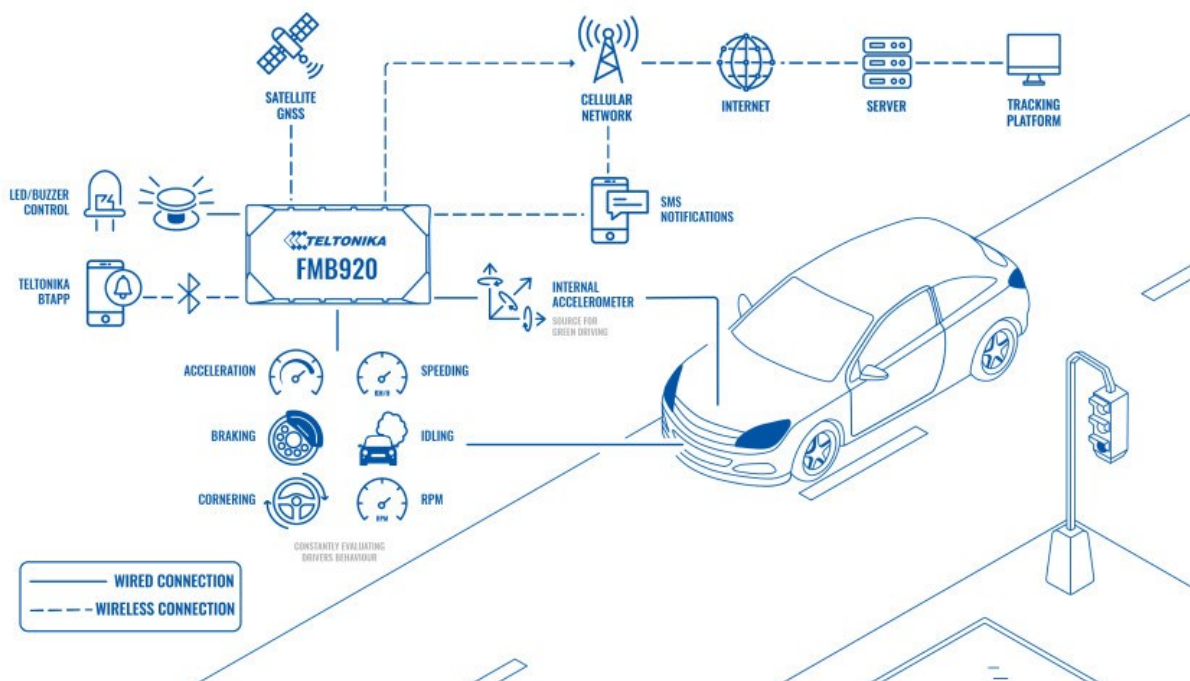 SATELLITE
GNSS
CELLULAR
NETWORK
INTERNET
SERVER
TRACKING
PLATFORM
LED/BUZZER
CONTROL
SMS
NOTIFICATIONS
TELTONIKA
FMB920
TELTONIKA
BTAPP
INTERNAL
ACCELEROMETER
SOURCE FOR
GREEN DRIVING
ACCELERATION
KM/H
SPEEDING
BRAKING
IDLING
CORNERING
RPM
RPM
CONSTANTLY EVALUATING
DRIVERS BEHAVIOUR
WIRED CONNECTION
WIRELESS CONNECTION